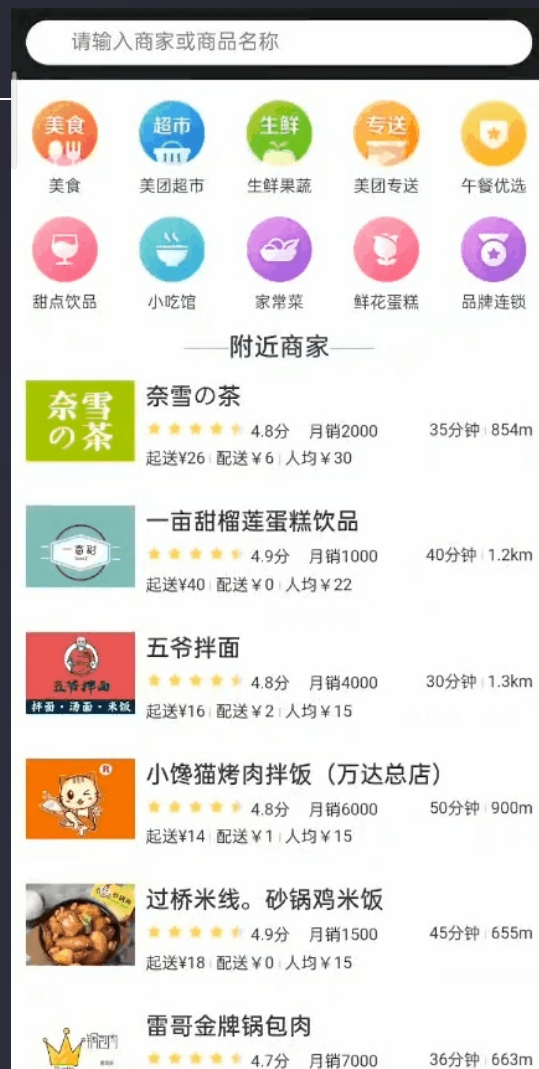 请输入商家或商品名称
美食 超市 生鲜 专送
美食 美团超市 生鲜果蔬 美团专送 午餐优选
甜点饮品 小吃馆 家常菜 鲜花蛋糕 品牌连锁
附近商家
奈雪の茶
奈雪の茶
4.8分 月销2000 35分钟 854m
起送¥26 配送￥6 人均￥30
一亩甜
一亩甜榴莲蛋糕饮品
4.9分 月销1000 40分钟 1.2km
起送¥40 配送￥0 人均￥22
五爷拌面
拌面·汤面·米饭
五爷拌面
4.8分 月销4000 30分钟 1.3km
起送¥16 配送￥2 人均￥15
R
小馋猫烤肉拌饭（万达总店）
4.8分 月销6000 50分钟 900m
起送¥14 配送￥1 人均￥15
过桥米线。砂锅鸡米饭
4.9分 月销1500 45分钟 655m
起送¥18 配送￥0 人均￥15
锅包肉
雷哥金牌锅包肉
4.7分 月销7000 36分钟 663m